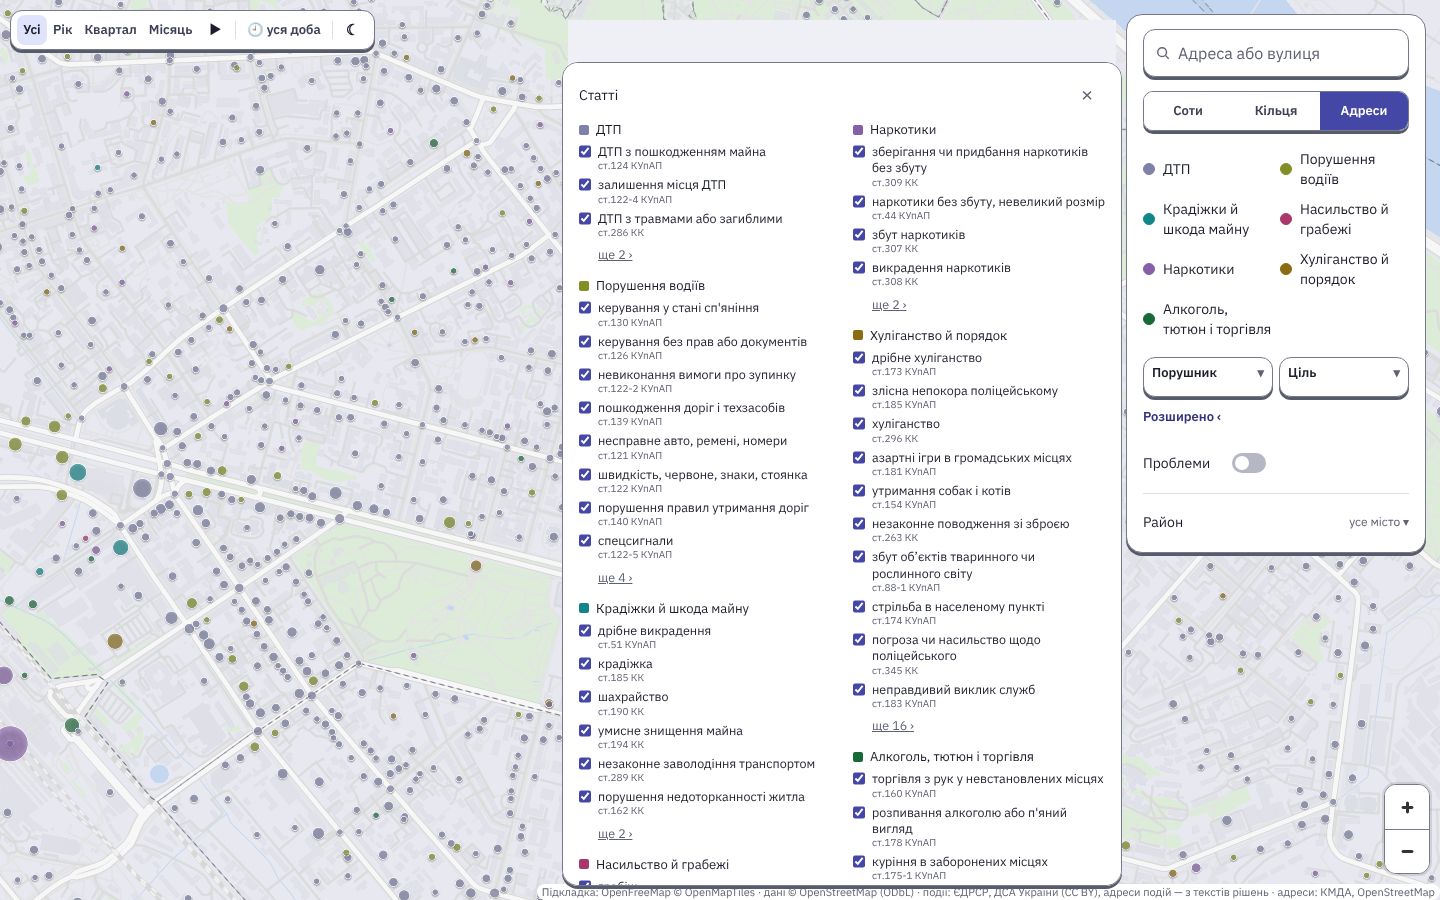 Усі Рік Квартал Місяць ▶ 🕘 уся доба ☾
Статті ×
ДТП
ДТП з пошкодженням майна
ст.124 КУпАП
залишення місця ДТП
ст.122-4 КУпАП
ДТП з травмами або загиблими
ст.286 КК
ще 2 ›
Порушення водіїв
керування у стані сп'яніння
ст.130 КУпАП
керування без прав або документів
ст.126 КУпАП
невиконання вимоги про зупинку
ст.122-2 КУпАП
пошкодження доріг і техзасобів
ст.139 КУпАП
несправне авто, ремені, номери
ст.121 КУпАП
швидкість, червоне, знаки, стоянка
ст.122 КУпАП
порушення правил утримання доріг
ст.140 КУпАП
спецсигнали
ст.122-5 КУпАП
ще 4 ›
Крадіжки й шкода майну
дрібне викрадення
ст.51 КУпАП
крадіжка
ст.185 КК
шахрайство
ст.190 КК
умисне знищення майна
ст.194 КК
незаконне заволодіння транспортом
ст.289 КК
порушення недоторканності житла
ст.162 КК
ще 2 ›
Насильство й грабежі
Наркотики
зберігання чи придбання наркотиків
без збуту
ст.309 КК
наркотики без збуту, невеликий розмір
ст.44 КУпАП
збут наркотиків
ст.307 КК
викрадення наркотиків
ст.308 КК
ще 2 ›
Хуліганство й порядок
дрібне хуліганство
ст.173 КУпАП
злісна непокора поліцейському
ст.185 КУпАП
хуліганство
ст.296 КК
азартні ігри в громадських місцях
ст.181 КУпАП
утримання собак і котів
ст.154 КУпАП
незаконне поводження зі зброєю
ст.263 КК
збут об’єктів тваринного чи
рослинного світу
ст.88-1 КУпАП
стрільба в населеному пункті
ст.174 КУпАП
погроза чи насильство щодо
поліцейського
ст.345 КК
неправдивий виклик служб
ст.183 КУпАП
ще 16 ›
Алкоголь, тютюн і торгівля
торгівля з рук у невстановлених місцях
ст.160 КУпАП
розпивання алкоголю або п'яний
вигляд
ст.178 КУпАП
куріння в заборонених місцях
ст.175-1 КУпАП
Адреса або вулиця
Соти Кільця Адреси
ДТП
Порушення
водіїв
Крадіжки й
шкода майну
Насильство й
грабежі
Наркотики
Хуліганство й
порядок
Алкоголь,
тютюн і торгівля
Порушник ▾ Ціль ▾
Розширено ‹
Проблеми
Район усе місто ▾
+
−
Підкладка: OpenFreeMap © OpenMapTiles · дані © OpenStreetMap (ODbL) · події: ЄДРСР, ДСА України (CC BY), адреси подій — з текстів рішень · адреси: КМДА, OpenStreetMap